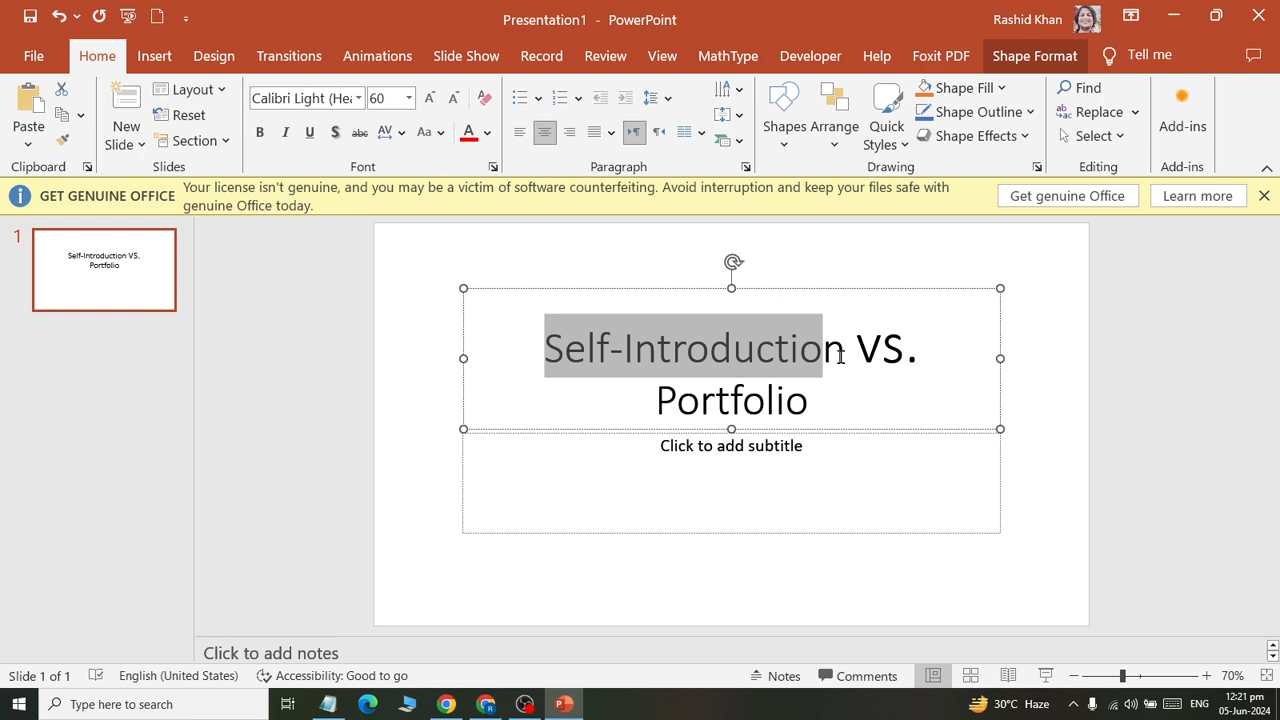 Presentation1 - PowerPoint
Rashid Khan
File Home Insert Design Transitions Animations Slide Show Record Review View MathType Developer Help Foxit PDF Shape Format Tell me
Paste
New
Slide
Layout
Reset
Section
Calibri Light (Hea 60
B I U S abc AV Aa A
Shapes Arrange Quick
Styles
Shape Fill
Shape Outline
Shape Effects
Find
Replace
Select
Add-ins
Clipboard Slides Font Paragraph Drawing Editing Add-ins
GET GENUINE OFFICE Your license isn't genuine, and you may be a victim of software counterfeiting. Avoid interruption and keep your files safe with
genuine Office today.
Get genuine Office Learn more
1
Self-Introduction VS.
Portfolio
Self-Introduction VS.
Portfolio
Click to add subtitle
Click to add notes
Slide 1 of 1 English (United States) Accessibility: Good to go Notes Comments 70%
Type here to search
30°C Haze ENG
12:21 pm
05-Jun-2024